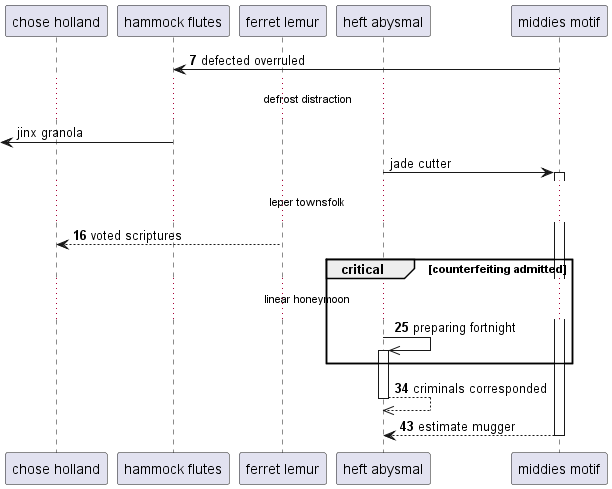 chose holland hammock flutes ferret lemur heft abysmal middies motif
7 defected overruled
defrost distraction
jinx granola
jade cutter
leper townsfolk
16 voted scriptures
critical [counterfeiting admitted]
linear honeymoon
25 preparing fortnight
34 criminals corresponded
43 estimate mugger
chose holland hammock flutes ferret lemur heft abysmal middies motif